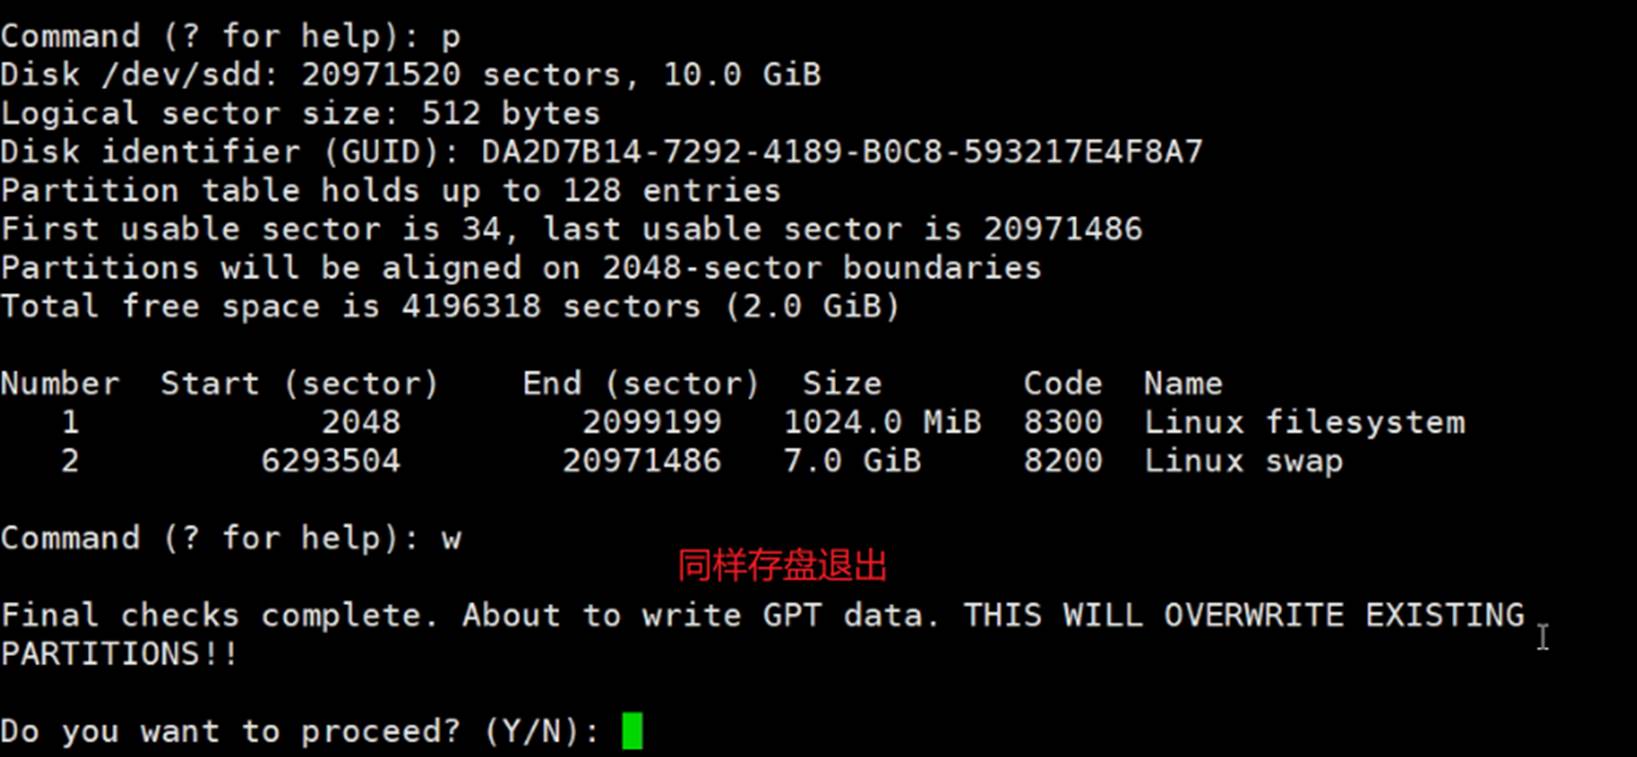 Command (? for help): p
Disk /dev/sdd: 20971520 sectors, 10.0 GiB
Logical sector size: 512 bytes
Disk identifier (GUID): DA2D7B14-7292-4189-B0C8-593217E4F8A7
Partition table holds up to 128 entries
First usable sector is 34, last usable sector is 20971486
Partitions will be aligned on 2048-sector boundaries
Total free space is 4196318 sectors (2.0 GiB)
Number  Start (sector)    End (sector)  Size       Code  Name
   1            2048         2099199   1024.0 MiB  8300  Linux filesystem
   2         6293504        20971486   7.0 GiB     8200  Linux swap
Command (? for help): w
同样存盘退出
Final checks complete. About to write GPT data. THIS WILL OVERWRITE EXISTING
PARTITIONS!!
Do you want to proceed? (Y/N):